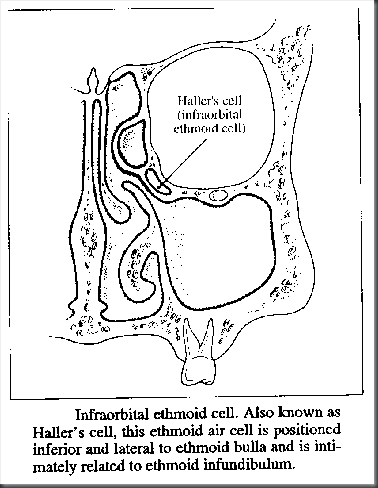 Haller's cell
(infraorbital
ethmoid cell)
Infraorbital ethmoid cell. Also known as
Haller's cell, this ethmoid air cell is positioned
inferior and lateral to ethmoid bulla and is inti-
mately related to ethmoid infundibulum.